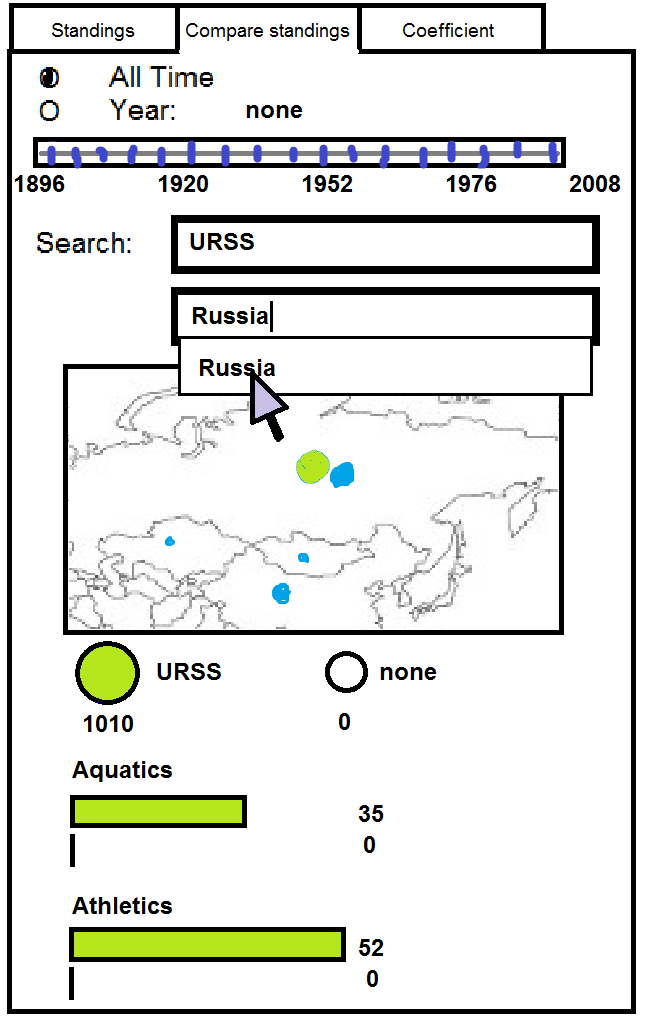 Standings Compare standings Coefficient
All Time
Year: none
1896 1920 1952 1976 2008
Search: URSS
Russia
Russia
URSS none
1010 0
Aquatics
35
0
Athletics
52
0